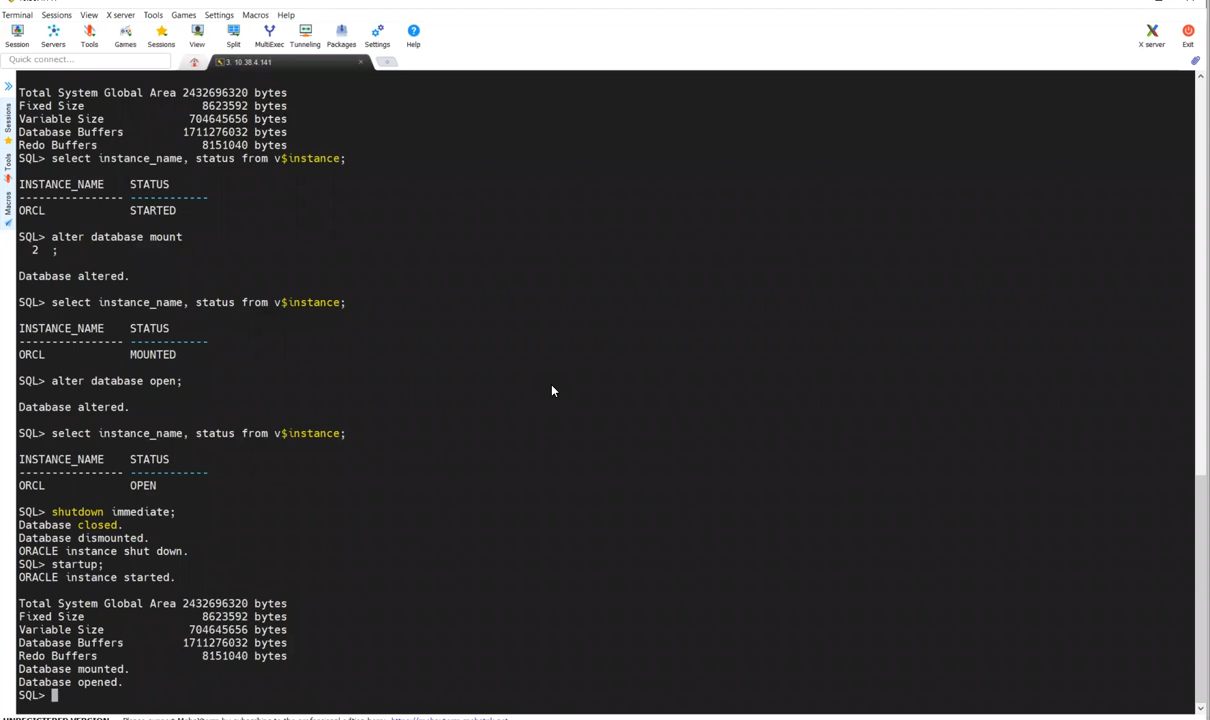 Terminal Sessions View X server Tools Games Settings Macros Help
Session Servers Tools Games Sessions View Split MultiExec Tunneling Packages Settings Help X server Exit
Quick connect...
3. 10.38.4.141
Sessions
Tools
Macros
Total System Global Area 2432696320 bytes
Fixed Size 8623592 bytes
Variable Size 704645656 bytes
Database Buffers 1711276032 bytes
Redo Buffers 8151040 bytes
SQL> select instance_name, status from v$instance;
INSTANCE_NAME STATUS
---------------- ------------
ORCL STARTED
SQL> alter database mount
2 ;
Database altered.
SQL> select instance_name, status from v$instance;
INSTANCE_NAME STATUS
---------------- ------------
ORCL MOUNTED
SQL> alter database open;
Database altered.
SQL> select instance_name, status from v$instance;
INSTANCE_NAME STATUS
---------------- ------------
ORCL OPEN
SQL> shutdown immediate;
Database closed.
Database dismounted.
ORACLE instance shut down.
SQL> startup;
ORACLE instance started.
Total System Global Area 2432696320 bytes
Fixed Size 8623592 bytes
Variable Size 704645656 bytes
Database Buffers 1711276032 bytes
Redo Buffers 8151040 bytes
Database mounted.
Database opened.
SQL>